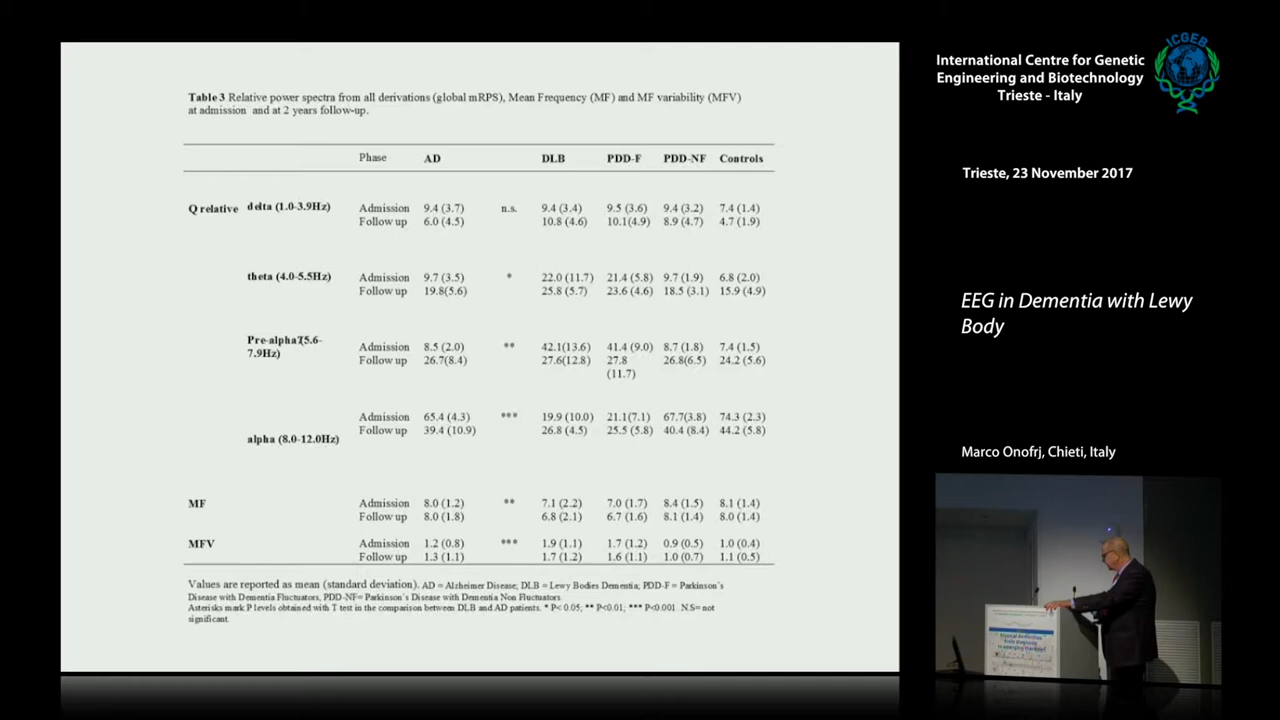 Table 3 Relative power spectra from all derivations (global mRPS), Mean Frequency (MF) and MF variability (MFV)
at admission and at 2 years follow-up.
Phase AD DLB PDD-F PDD-NF Controls
Q relative delta (1.0-3.9Hz) Admission 9.4 (3.7) n.s. 9.4 (3.4) 9.5 (3.6) 9.4 (3.2) 7.4 (1.4)
Follow up 6.0 (4.5) 10.8 (4.6) 10.1(4.9) 8.9 (4.7) 4.7 (1.9)
theta (4.0-5.5Hz) Admission 9.7 (3.5) * 22.0 (11.7) 21.4 (5.8) 9.7 (1.9) 6.8 (2.0)
Follow up 19.8(5.6) 25.8 (5.7) 23.6 (4.6) 18.5 (3.1) 15.9 (4.9)
Pre-alpha (5.6-
7.9Hz) Admission 8.5 (2.0) ** 42.1(13.6) 41.4 (9.0) 8.7 (1.8) 7.4 (1.5)
Follow up 26.7(8.4) 27.6(12.8) 27.8 26.8(6.5) 24.2 (5.6)
(11.7)
Admission 65.4 (4.3) *** 19.9 (10.0) 21.1(7.1) 67.7(3.8) 74.3 (2.3)
Follow up 39.4 (10.9) 26.8 (4.5) 25.5 (5.8) 40.4 (8.4) 44.2 (5.8)
alpha (8.0-12.0Hz)
MF Admission 8.0 (1.2) ** 7.1 (2.2) 7.0 (1.7) 8.4 (1.5) 8.1 (1.4)
Follow up 8.0 (1.8) 6.8 (2.1) 6.7 (1.6) 8.1 (1.4) 8.0 (1.4)
MFV Admission 1.2 (0.8) *** 1.9 (1.1) 1.7 (1.2) 0.9 (0.5) 1.0 (0.4)
Follow up 1.3 (1.1) 1.7 (1.2) 1.6 (1.1) 1.0 (0.7) 1.1 (0.5)
Values are reported as mean (standard deviation). AD = Alzheimer Disease; DLB = Lewy Bodies Dementia; PDD-F = Parkinson's
Disease with Dementia Fluctuators, PDD-NF= Parkinson's Disease with Dementia Non Fluctuators.
Asterisks mark P levels obtained with T test in the comparison between DLB and AD patients. * P< 0.05; ** P<0.01; *** P<0.001 N.S= not
significant.
International Centre for Genetic
Engineering and Biotechnology
Trieste - Italy
ICGEB
Trieste, 23 November 2017
EEG in Dementia with Lewy
Body
Marco Onofrj, Chieti, Italy
Atypical dementias:
from diagnosis
to emerging therapies